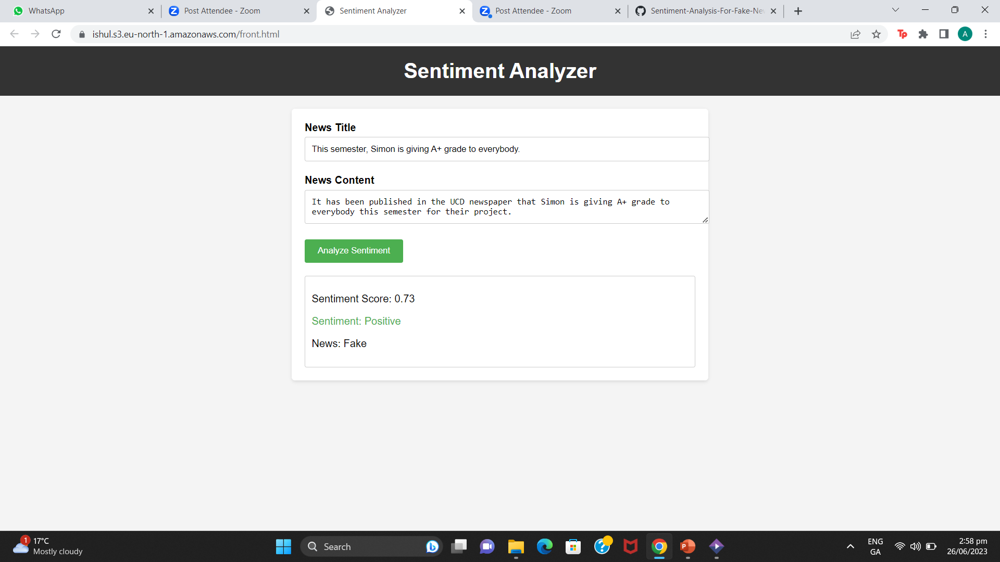 WhatsApp
Post Attendee - Zoom
Sentiment Analyzer
Post Attendee - Zoom
Sentiment-Analysis-For-Fake-Ne
ishul.s3.eu-north-1.amazonaws.com/front.html
Tp
A
Sentiment Analyzer
News Title
This semester, Simon is giving A+ grade to everybody.
News Content
It has been published in the UCD newspaper that Simon is giving A+ grade to
everybody this semester for their project.
Analyze Sentiment
Sentiment Score: 0.73
Sentiment: Positive
News: Fake
1
17°C
Mostly cloudy
Search
ENG
GA
2:58 pm
26/06/2023